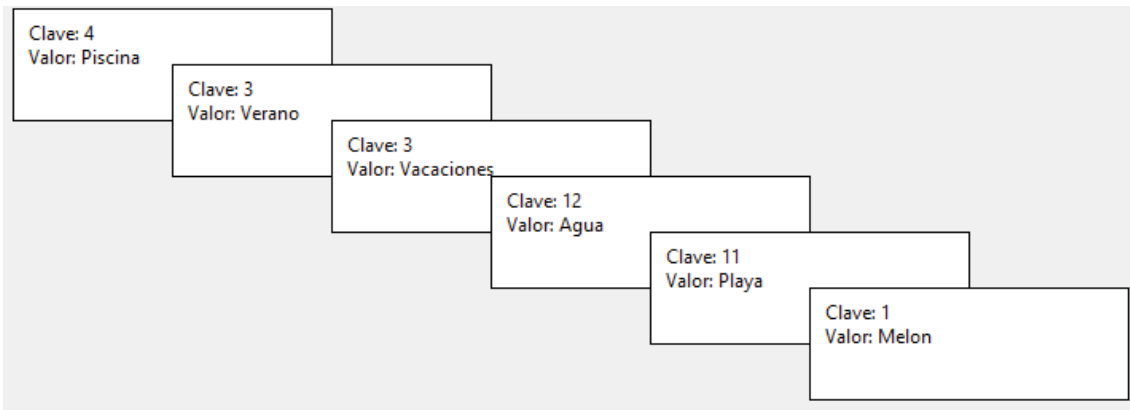 Clave: 4
Valor: Piscina
Clave: 3
Valor: Verano
Clave: 3
Valor: Vacaciones
Clave: 12
Valor: Agua
Clave: 11
Valor: Playa
Clave: 1
Valor: Melon